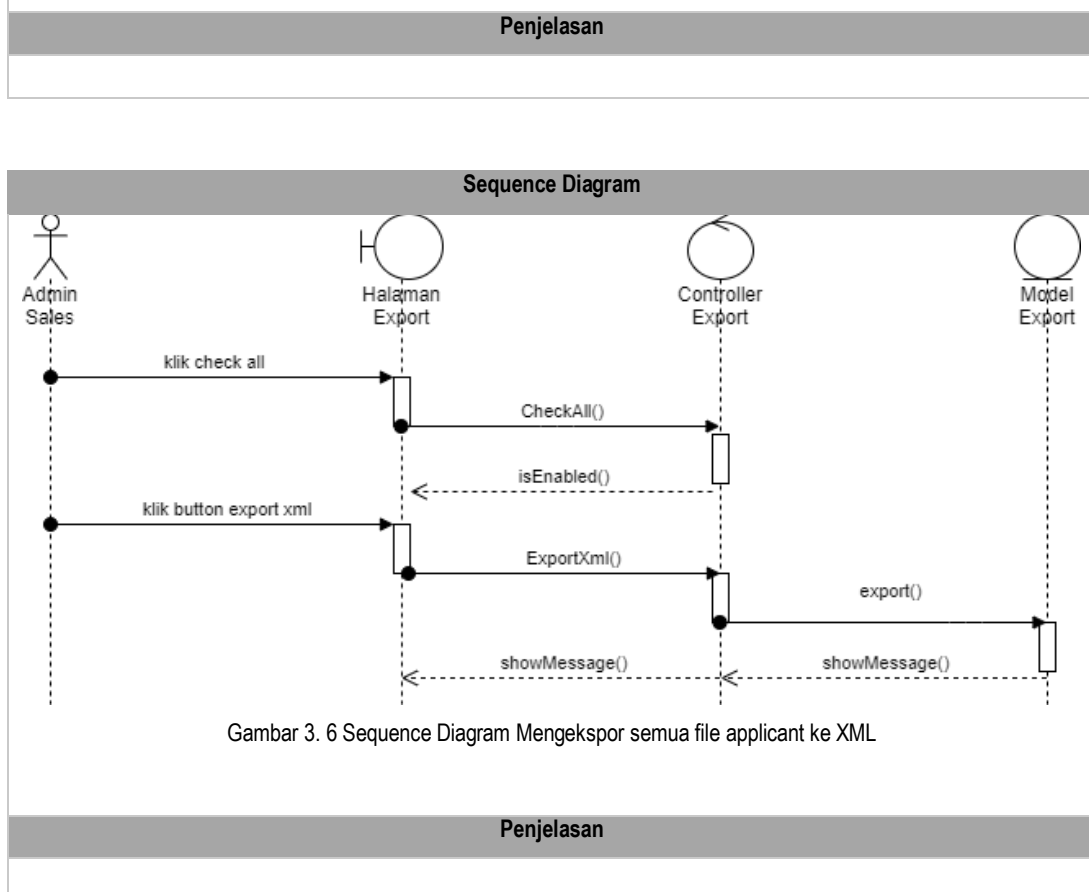 Penjelasan
Sequence Diagram
Admin
Sales
Halaman
Export
Controller
Export
Model
Export
klik check all
CheckAll()
isEnabled()
klik button export xml
ExportXml()
export()
showMessage()
showMessage()
Gambar 3. 6 Sequence Diagram Mengekspor semua file applicant ke XML
Penjelasan